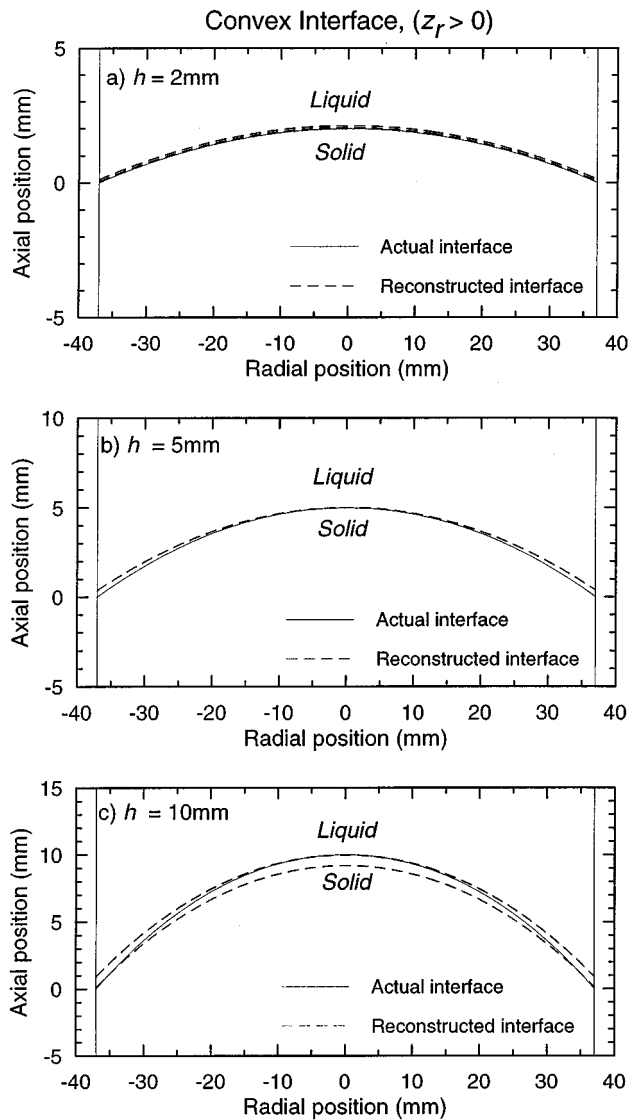 Convex Interface, (z_r > 0)
a) h = 2mm
Liquid
Solid
Actual interface
Reconstructed interface
Axial position (mm)
5
0
-5
-40 -30 -20 -10 0 10 20 30 40
Radial position (mm)
b) h = 5mm
Liquid
Solid
Actual interface
Reconstructed interface
Axial position (mm)
10
5
0
-5
-40 -30 -20 -10 0 10 20 30 40
Radial position (mm)
c) h = 10mm
Liquid
Solid
Actual interface
Reconstructed interface
Axial position (mm)
15
10
5
0
-5
-40 -30 -20 -10 0 10 20 30 40
Radial position (mm)